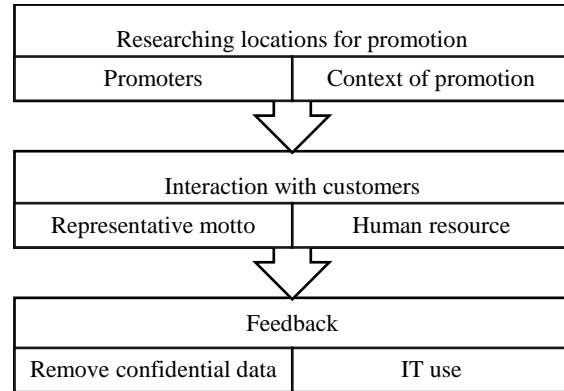 Researching locations for promotion
Promoters
Context of promotion
Interaction with customers
Representative motto
Human resource
Feedback
Remove confidential data
IT use